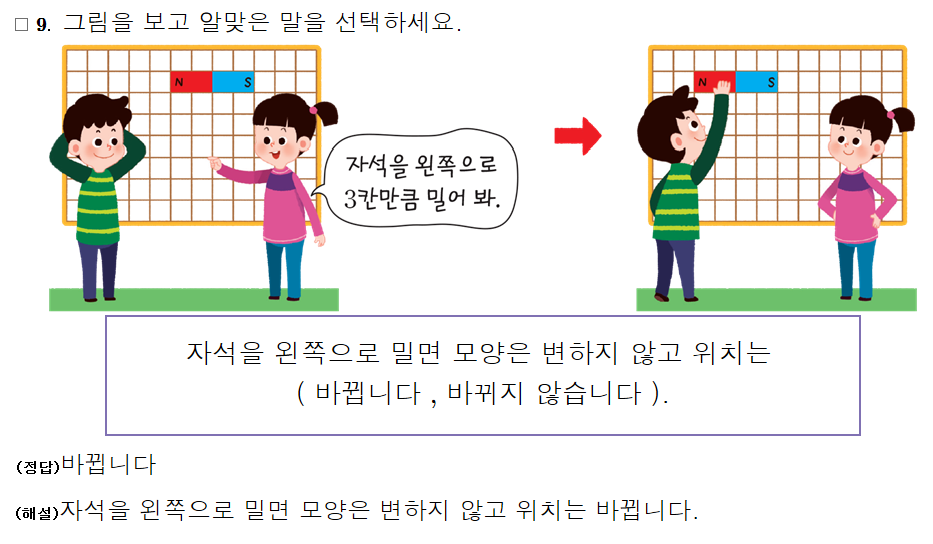 □ 9. 그림을 보고 알맞은 말을 선택하세요.
N S
N S
자석을 왼쪽으로
3칸만큼 밀어 봐.
자석을 왼쪽으로 밀면 모양은 변하지 않고 위치는
( 바뀝니다 , 바뀌지 않습니다 ).
(정답)바뀝니다
(해설)자석을 왼쪽으로 밀면 모양은 변하지 않고 위치는 바뀝니다.